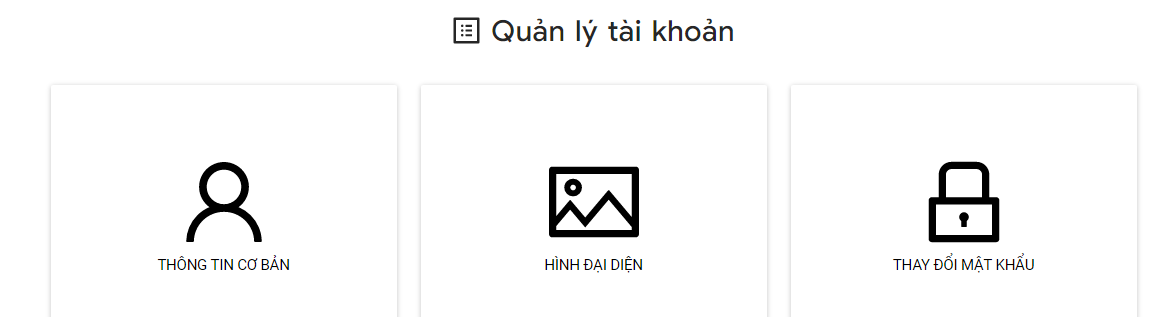 Quản lý tài khoản
THÔNG TIN CƠ BẢN
HÌNH ĐẠI DIỆN
THAY ĐỔI MẬT KHẨU